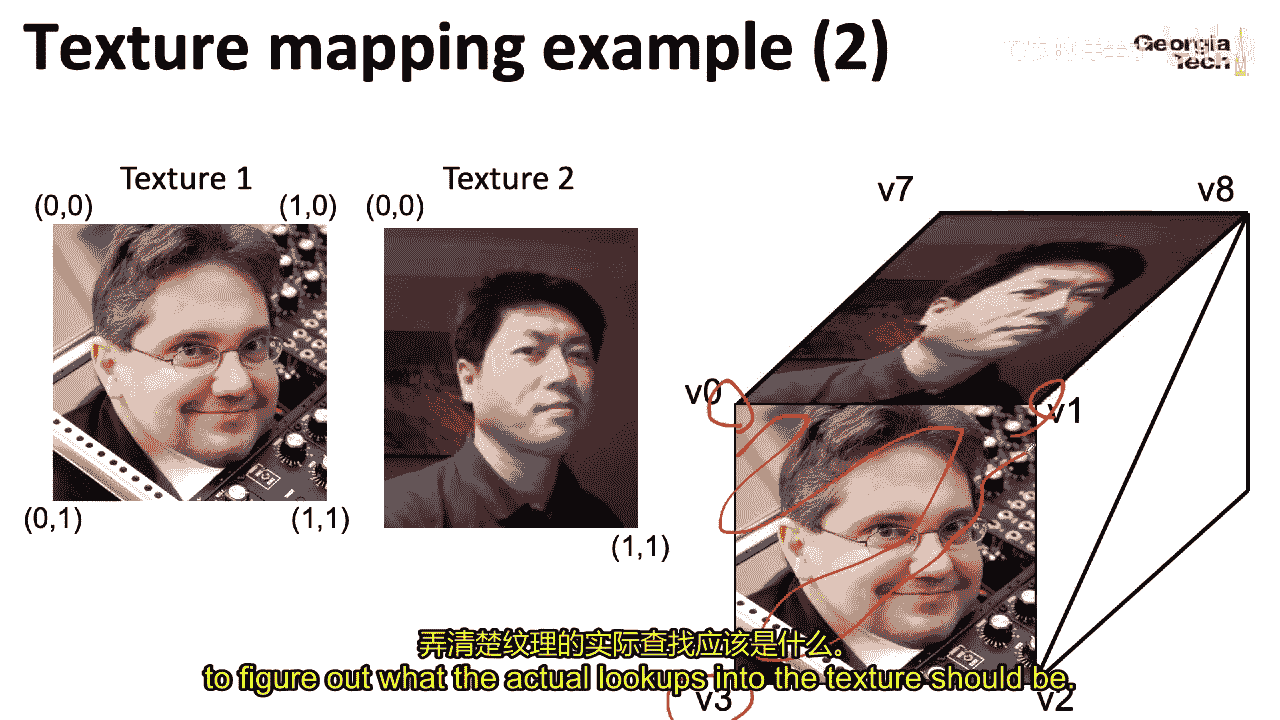 Texture mapping example (2)
Georgia
Tech
Texture 1
Texture 2
(0,0)
(1,0)
(0,0)
v7
v8
v0
v1
(0,1)
(1,1)
(1,1)
弄清楚纹理的实际查找应该是什么。
to figure out what the actual lookups into the texture should be.
v3
v2